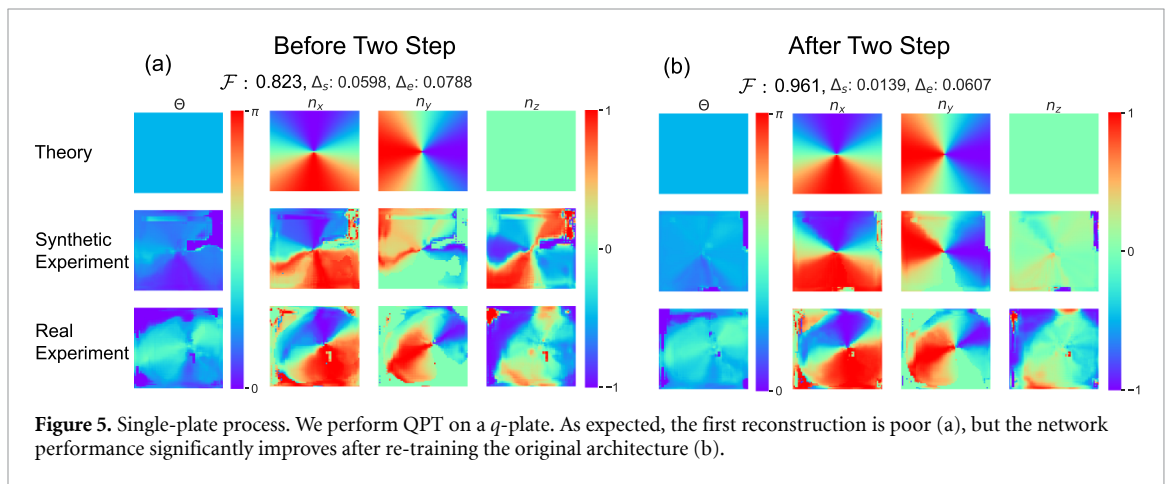 Before Two Step
After Two Step
(a)
(b)
ℱ : 0.823, Δs: 0.0598, Δe: 0.0788
ℱ : 0.961, Δs: 0.0139, Δe: 0.0607
Θ nx ny nz
Θ nx ny nz
π
1
π
1
Theory
Synthetic
Experiment
0
0
Real
Experiment
0
−1
0
−1
Figure 5. Single-plate process. We perform QPT on a q-plate. As expected, the first reconstruction is poor (a), but the network
performance significantly improves after re-training the original architecture (b).